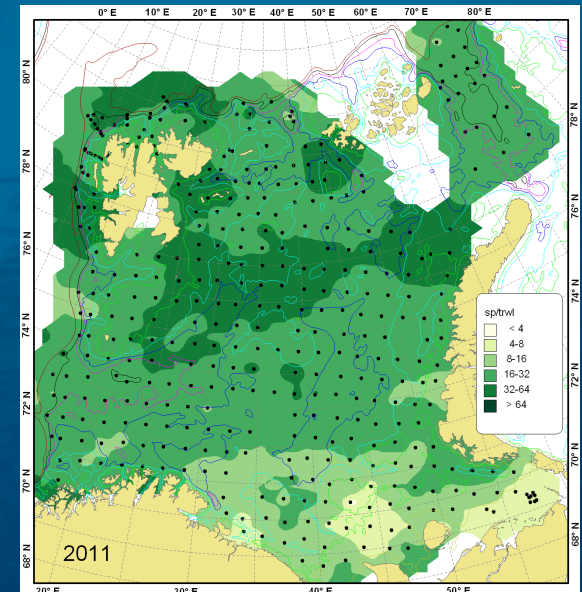 0° E 10° E 20° E 30° E 40° E 50° E 60° E 70° E 80° E
80° N
78° N
76° N
74° N
72° N
70° N
68° N
78° N
76° N
74° N
72° N
70° N
68° N
sp/trwl
< 4
4-8
8-16
16-32
32-64
> 64
2011
20° E 30° E 40° E 50° E